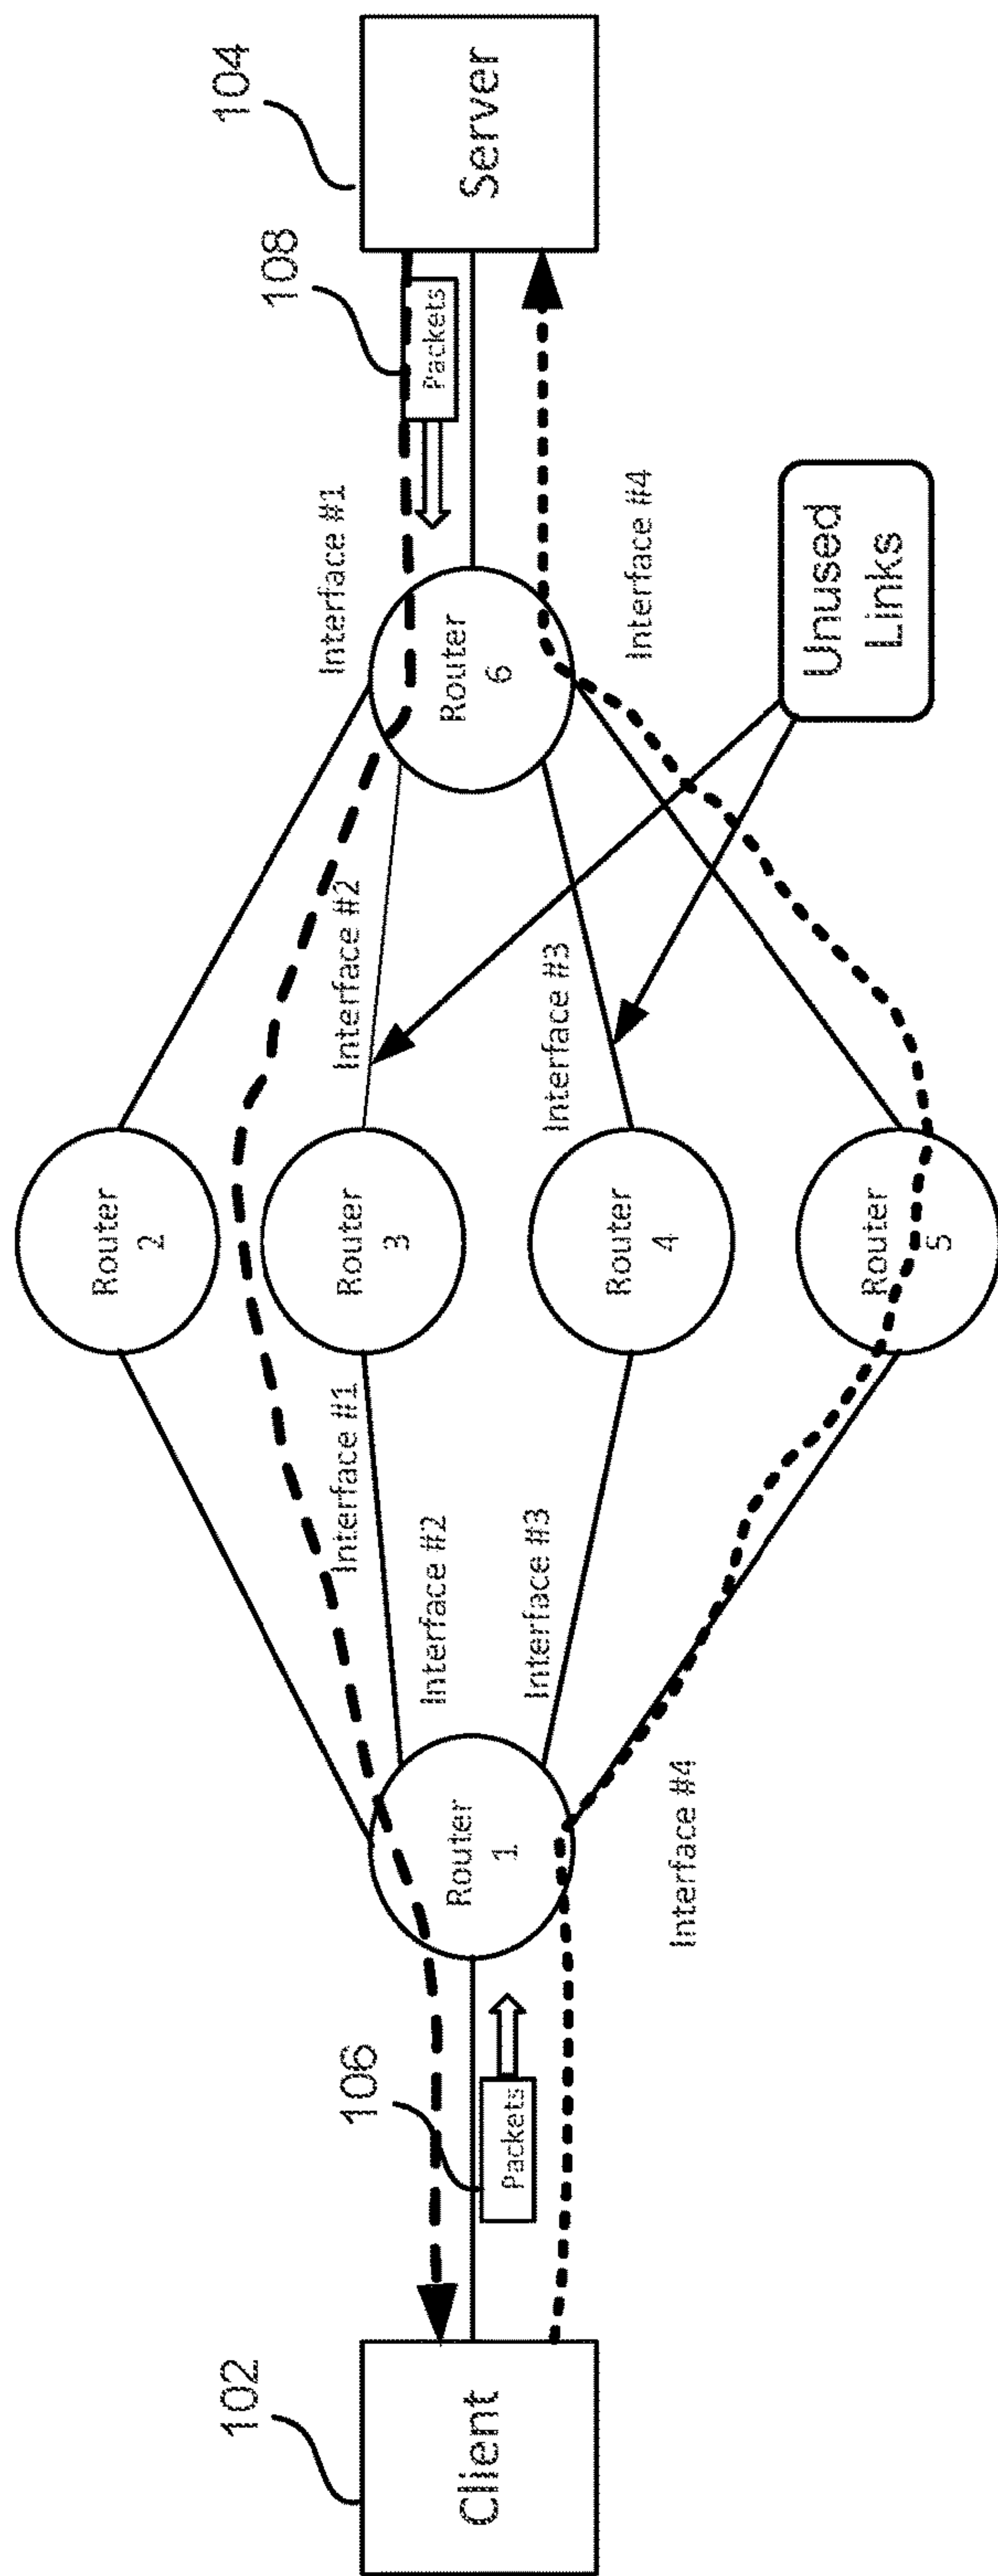 102
Client
106
Packets
Router
1
Interface #1
Interface #2
Interface #3
Interface #4
Router
2
Router
3
Router
4
Router
5
Interface #2
Interface #3
Interface #1
Router
6
Interface #4
Unused
Links
108
Packets
104
Server